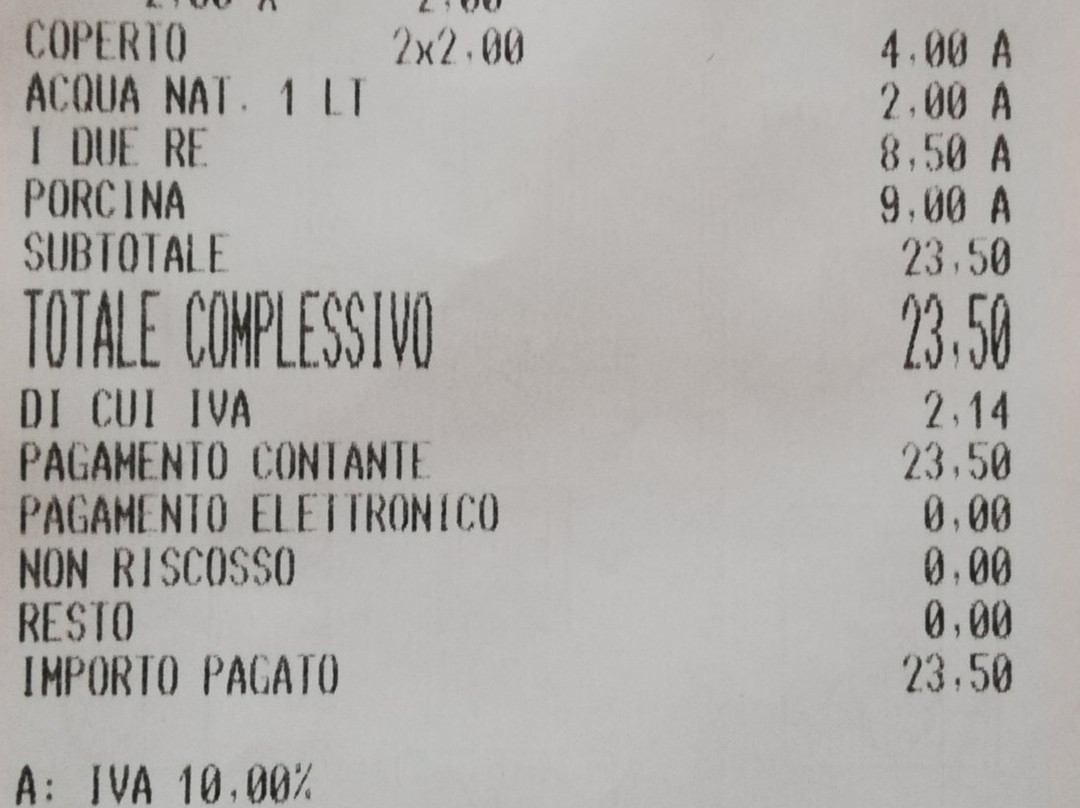 COPERTO 2x2,00 4,00 A
ACQUA NAT. 1 LT 2,00 A
I DUE RE 8,50 A
PORCINA 9,00 A
SUBTOTALE 23,50
TOTALE COMPLESSIVO 23,50
DI CUI IVA 2,14
PAGAMENTO CONTANTE 23,50
PAGAMENTO ELETTRONICO 0,00
NON RISCOSSO 0,00
RESTO 0,00
IMPORTO PAGATO 23,50
A: IVA 10,00%